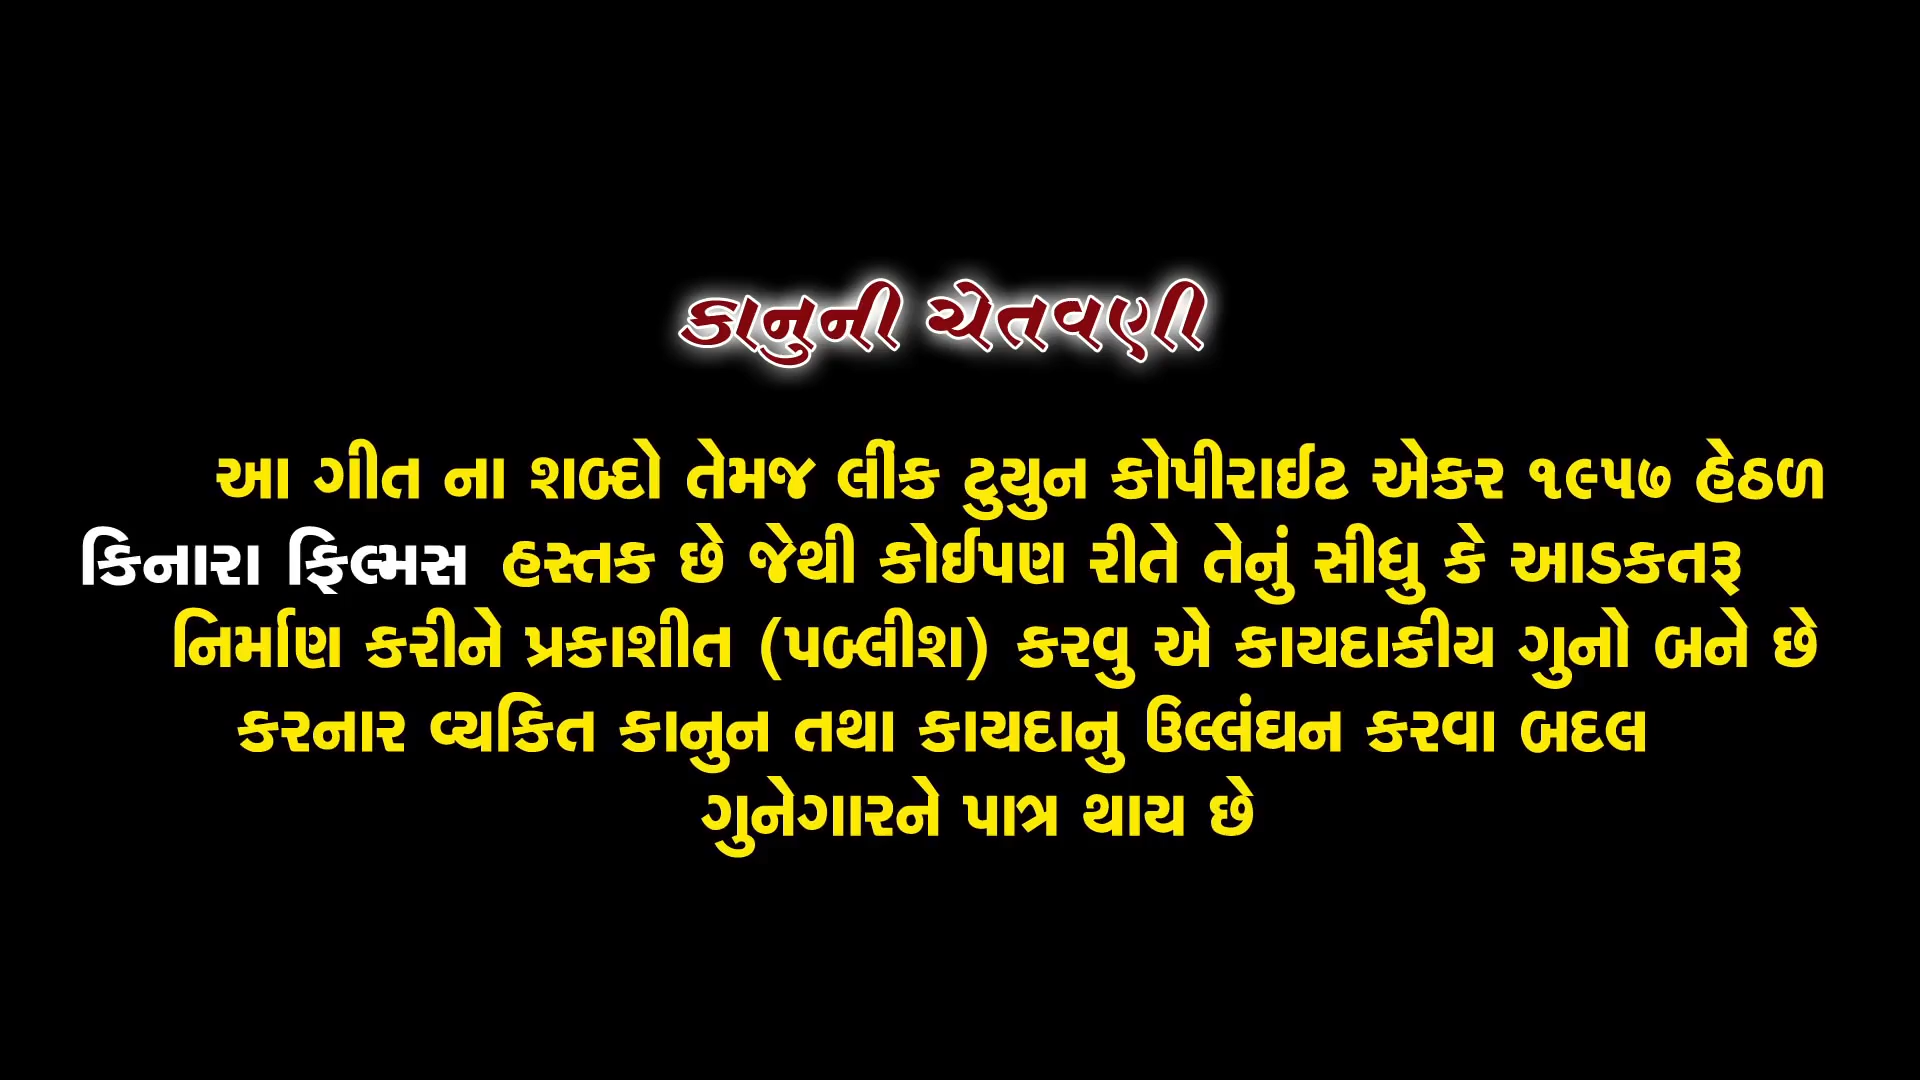 કાનુની ચેતવણી
આ ગીત ના શબ્દો તેમજ લીંક ટુયુન કોપીરાઈટ એકર ૧૯૫૭ હેઠળ
કિનારા ફિલ્મસ હસ્તક છે જેથી કોઈપણ રીતે તેનું સીધુ કે આડકતરૂ
નિર્માણ કરીને પ્રકાશીત (પબ્લીશ) કરવુ એ કાયદાકીય ગુનો બને છે
કરનાર વ્યકિત કાનુન તથા કાયદાનુ ઉલ્લંઘન કરવા બદલ
ગુનેગારને પાત્ર થાય છે